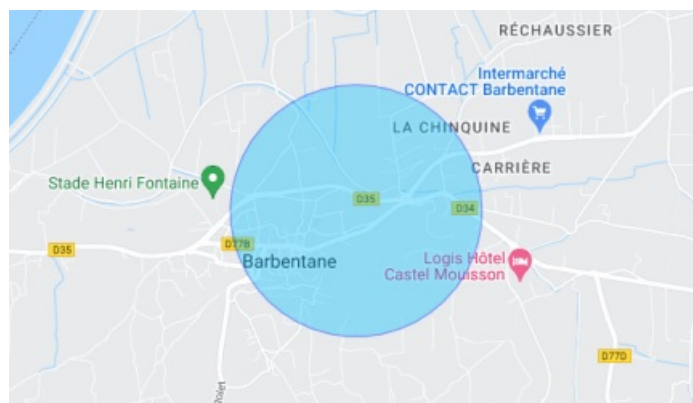 RÉCHAUSSIER
Intermarché
CONTACT Barbentane
LA CHINQUINE
CARRIÈRE
Stade Henri Fontaine
D35
D34
D35
D77B
Barbentane
Logis Hôtel
Castel Mouisson
D77D